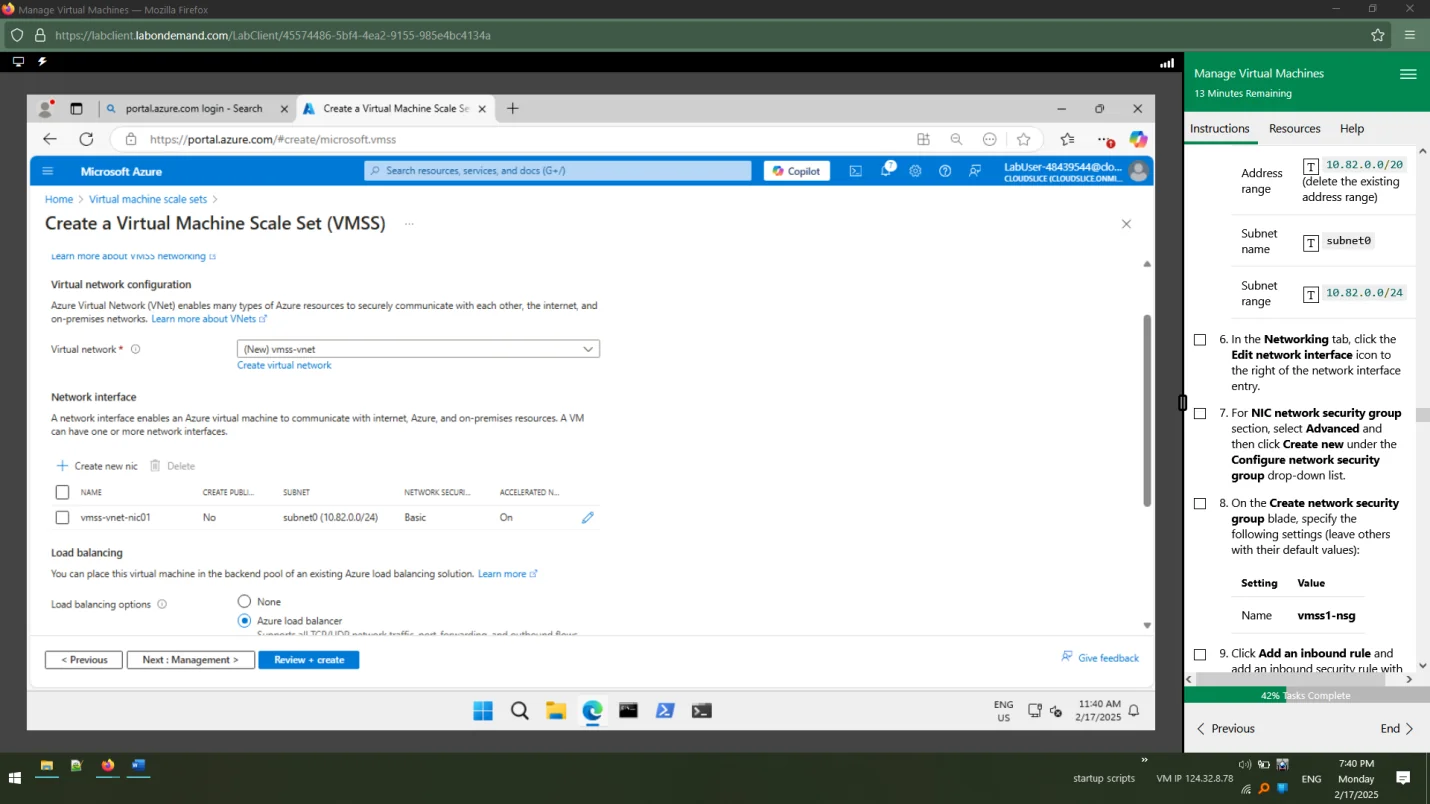 Manage Virtual Machines — Mozilla Firefox
https://labclient.labondemand.com/LabClient/45574486-5bf4-4ea2-9155-985e4bc4134a
portal.azure.com login - Search
Create a Virtual Machine Scale Se
https://portal.azure.com/#create/microsoft.vmss
Microsoft Azure
Search resources, services, and docs (G+/)
Copilot
7
LabUser-48439544@do...
CLOUDSLICE (CLOUDSLICE.ONMI...
Home > Virtual machine scale sets >
Create a Virtual Machine Scale Set (VMSS) ...
Learn more about VMSS networking
Virtual network configuration
Azure Virtual Network (VNet) enables many types of Azure resources to securely communicate with each other, the internet, and
on-premises networks. Learn more about VNets
Virtual network *
(New) vmss-vnet
Create virtual network
Network interface
A network interface enables an Azure virtual machine to communicate with internet, Azure, and on-premises resources. A VM
can have one or more network interfaces.
Create new nic Delete
NAME CREATE PUBLI... SUBNET NETWORK SECURI... ACCELERATED N...
vmss-vnet-nic01 No subnet0 (10.82.0.0/24) Basic On
Load balancing
You can place this virtual machine in the backend pool of an existing Azure load balancing solution. Learn more
Load balancing options
None
Azure load balancer
Supports all TCP/UDP network traffic, port-forwarding, and outbound flows.
< Previous
Next : Management >
Review + create
Give feedback
ENG
US
11:40 AM
2/17/2025
Manage Virtual Machines
13 Minutes Remaining
Instructions Resources Help
Address
range
T 10.82.0.0/20
(delete the existing
address range)
Subnet
name
T subnet0
Subnet
range
T 10.82.0.0/24
6. In the Networking tab, click the
Edit network interface icon to
the right of the network interface
entry.
7. For NIC network security group
section, select Advanced and
then click Create new under the
Configure network security
group drop-down list.
8. On the Create network security
group blade, specify the
following settings (leave others
with their default values):
Setting Value
Name vmss1-nsg
9. Click Add an inbound rule and
add an inbound security rule with
42% Tasks Complete
Previous
End
startup scripts
VM IP 124.32.8.78
ENG
7:40 PM
Monday
2/17/2025